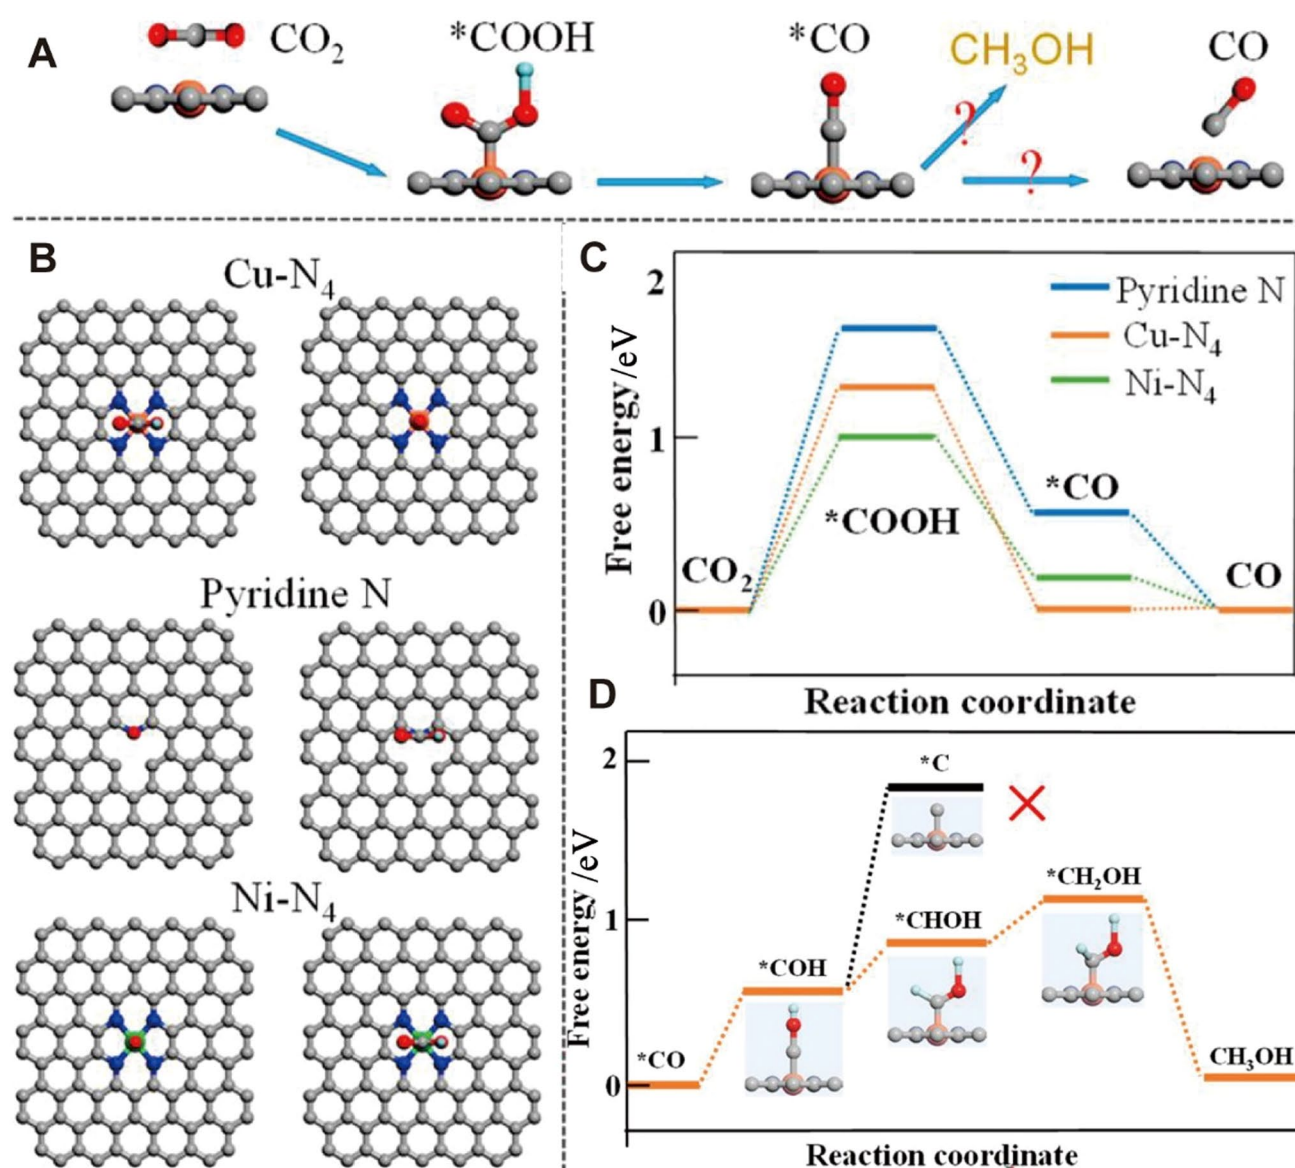 A
CO₂
*COOH
*CO
CH₃OH
CO
?
?
B
Cu-N₄
Pyridine N
Ni-N₄
C
2
1
0
Free energy/eV
Pyridine N
Cu-N₄
Ni-N₄
CO₂
*COOH
*CO
CO
Reaction coordinate
D
2
1
0
Free energy/eV
*C
*CH₂OH
*CHOH
*COH
*CO
CH₃OH
Reaction coordinate